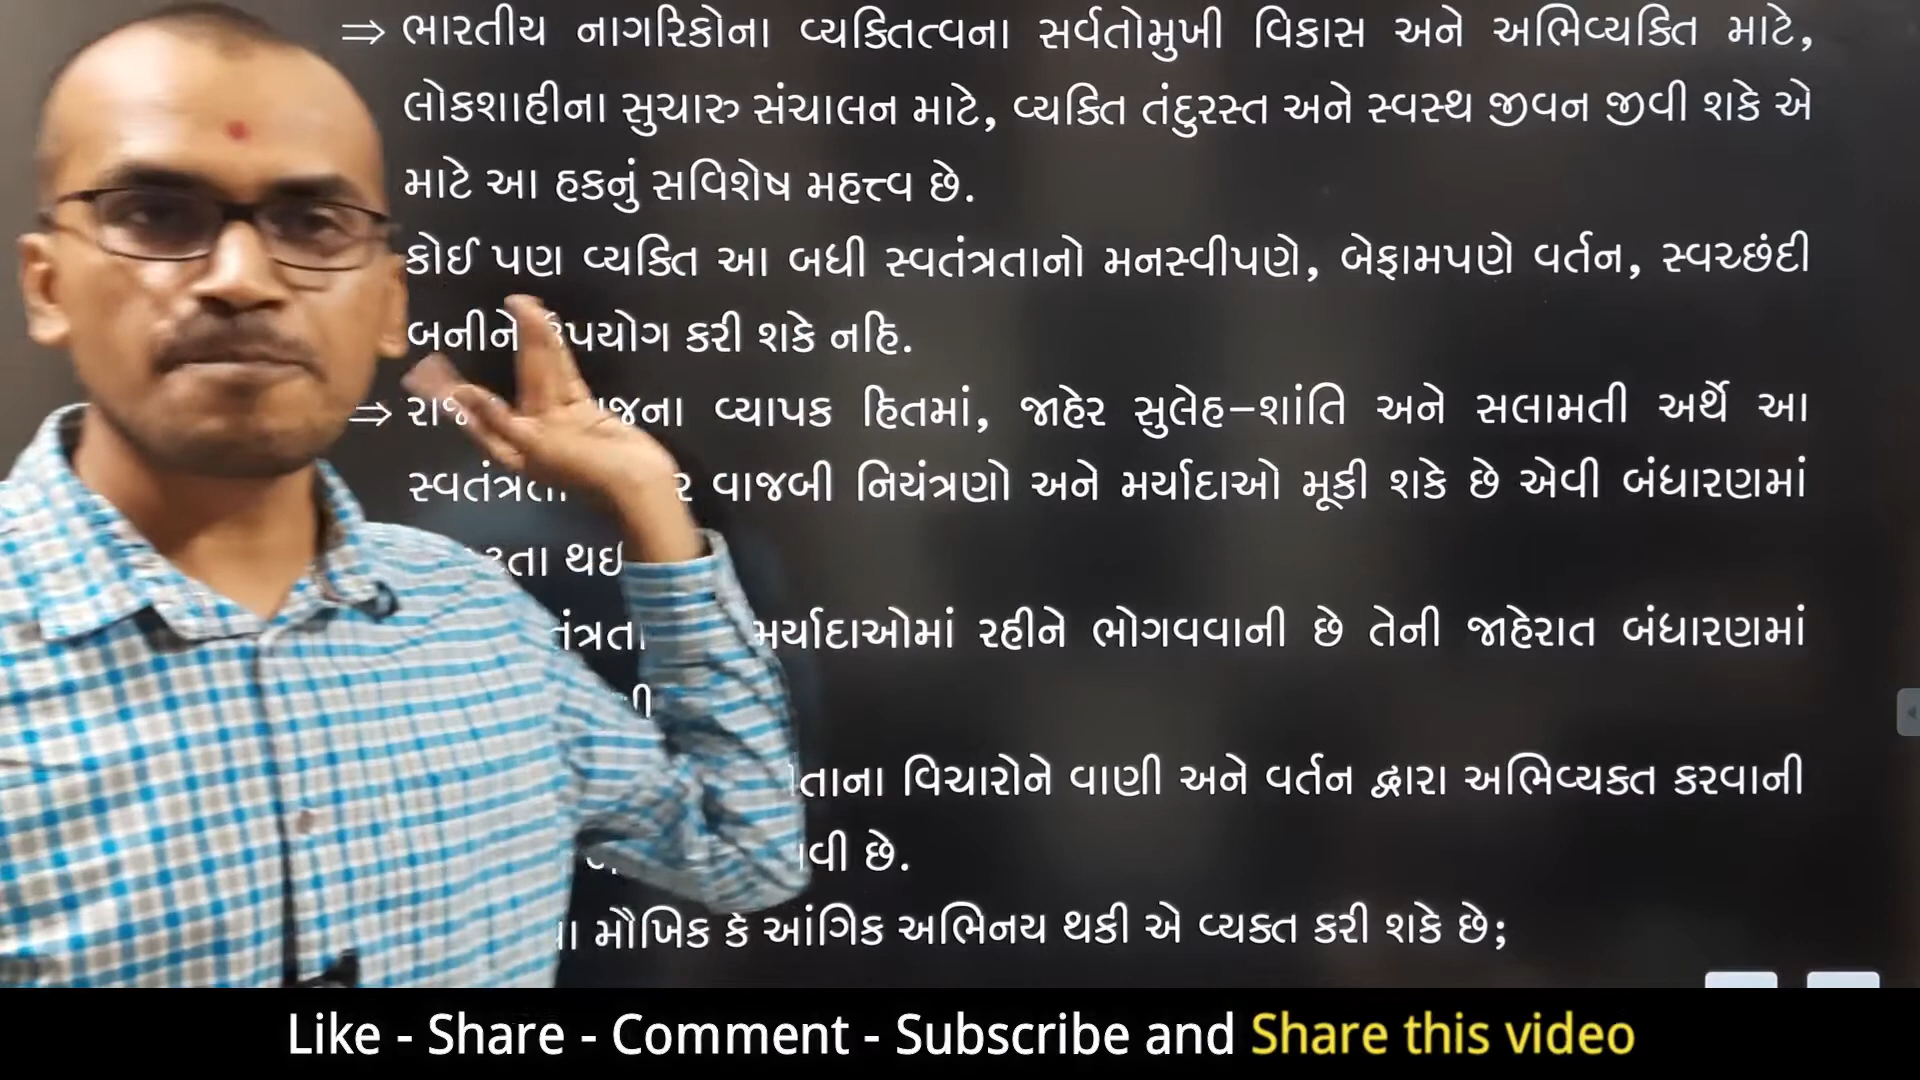 ⇒ ભારતીય નાગરિકોના વ્યક્તિત્વના સર્વતોમુખી વિકાસ અને અભિવ્યક્તિ માટે,
લોકશાહીના સુચારુ સંચાલન માટે, વ્યક્તિ તંદુરસ્ત અને સ્વસ્થ જીવન જીવી શકે એ
માટે આ હકનું સવિશેષ મહત્ત્વ છે.
કોઈ પણ વ્યક્તિ આ બધી સ્વતંત્રતાનો મનસ્વીપણે, બેફામપણે વર્તન, સ્વચ્છંદી
બનીને ઉપયોગ કરી શકે નહિ.
⇒ વ્યાપક હિતમાં, જાહેર સુલેહ–શાંતિ અને સલામતી અર્થે આ
વાજબી નિયંત્રણો અને મર્યાદાઓ મૂકી શકે છે એવી બંધારણમાં
થઇ
મર્યાદાઓમાં રહીને ભોગવવાની છે તેની જાહેરાત બંધારણમાં
વિચારોને વાણી અને વર્તન દ્વારા અભિવ્યક્ત કરવાની
છે.
મૌખિક કે આંગિક અભિનય થકી એ વ્યક્ત કરી શકે છે;
Like - Share - Comment - Subscribe and Share this video